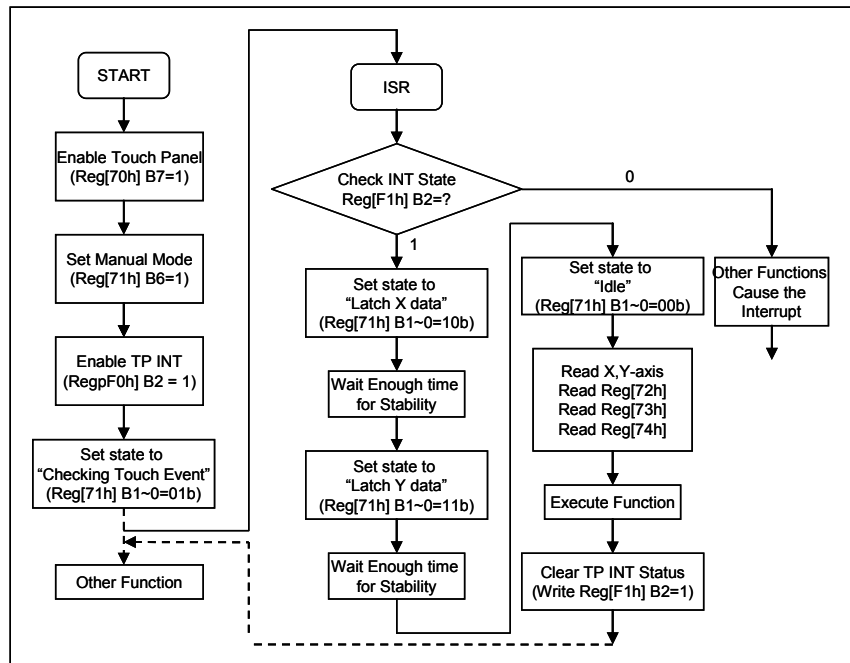 START
Enable Touch Panel
(Reg[70h] B7=1)
Set Manual Mode
(Reg[71h] B6=1)
Enable TP INT
(RegpF0h] B2 = 1)
Set state to
“Checking Touch Event”
(Reg[71h] B1~0=01b)
Other Function
ISR
Check INT State
Reg[F1h] B2=?
0
1
Set state to
“Latch X data”
(Reg[71h] B1~0=10b)
Wait Enough time
for Stability
Set state to
“Latch Y data”
(Reg[71h] B1~0=11b)
Wait Enough time
for Stability
Set state to
“Idle”
(Reg[71h] B1~0=00b)
Read X,Y-axis
Read Reg[72h]
Read Reg[73h]
Read Reg[74h]
Execute Function
Clear TP INT Status
(Write Reg[F1h] B2=1)
Other Functions
Cause the
Interrupt